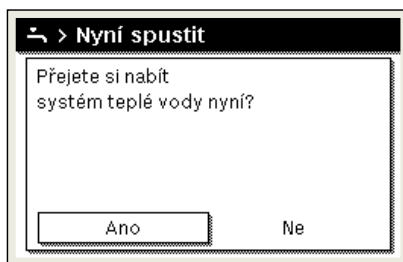 > Nyní spustit
Přejete si nabít
systém teplé vody nyní?
Ano Ne